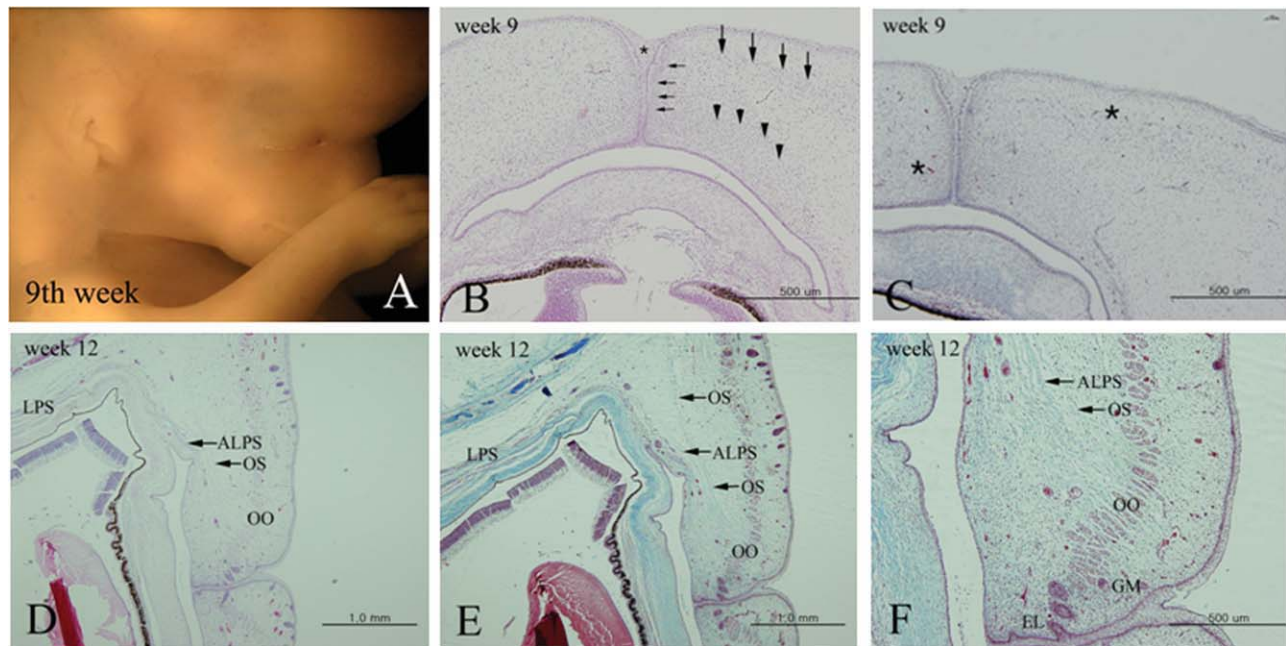 9th week
A
week 9
*
B
500 um
week 9
*
*
C
500 um
week 12
LPS
ALPS
OS
OO
D
1.0 mm
week 12
OS
LPS
ALPS
OS
OO
E
1.0 mm
week 12
ALPS
OS
OO
GM
EL
F
500 um